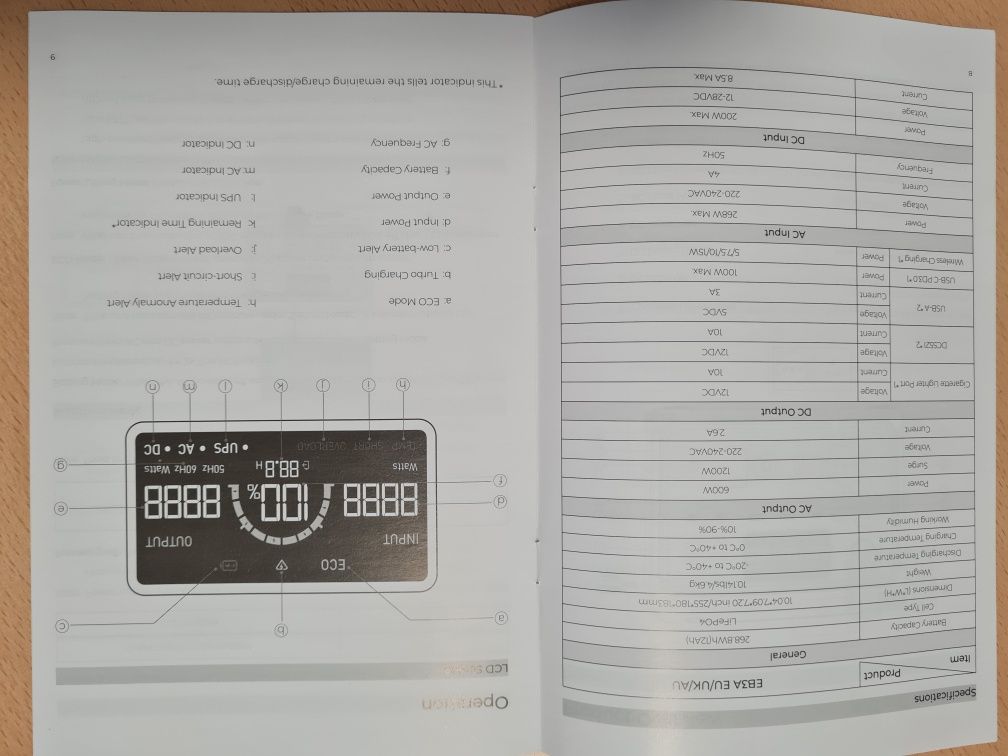 Specifications
Item Product EB3A EU/UK/AU
General
Battery Capacity 268.8Wh(12Ah)
Cell Type LiFePO4
Dimensions (L*W*H) 10.04*7.09*7.20 inch/255*180*183mm
Weight 10.14lbs/4.6kg
Discharging Temperature -20°C to +40°C
Charging Temperature 0°C to +40°C
Working Humidity 10%-90%
AC Output
Power 600W
Surge 1200W
Voltage 220-240VAC
Current 2.6A
DC Output
Cigarette Lighter Port *1 Voltage 12VDC
Current 10A
DC5521 *2 Voltage 12VDC
Current 10A
USB-A *2 Voltage 5VDC
Current 3A
USB-C PD3.0 *1 Power 100W Max
Wireless Charging *1 Power 5/7.5/10/15W
AC Input
Power 268W Max.
Voltage 220-240VAC
Current 4A
Frequency 50Hz
DC Input
Power 200W Max.
Voltage 12-28VDC
Current 8.5A Max.
8
Operation
LCD Screen
a b c
ECO
INPUT OUTPUT
d 8888 100% 8888 e
f
Watts 88.8 H 50Hz 60Hz Watts g
TEMP SHORT OVERLOAD • UPS • AC • DC
h i j k l m n
a: ECO Mode h: Temperature Anomaly Alert
b: Turbo Charging i: Short-circuit Alert
c: Low-battery Alert j: Overload Alert
d: Input Power k: Remaining Time Indicator*
e: Output Power l: UPS Indicator
f: Battery Capacity m: AC Indicator
g: AC Frequency n: DC Indicator
*This indicator tells the remaining charge/discharge time.
9